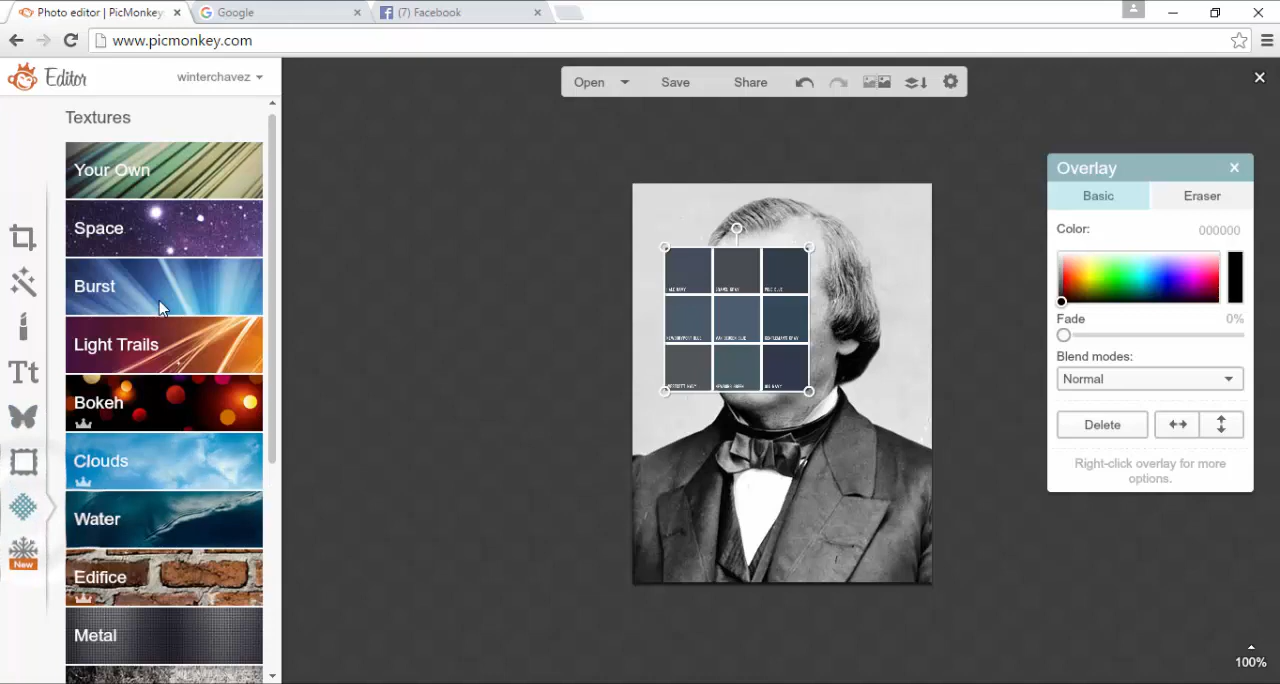 Photo editor | PicMonkey
Google
(7) Facebook
www.picmonkey.com
Editor
winterchavez
Open
Save
Share
Textures
Your Own
Space
Burst
Light Trails
Bokeh
Clouds
Water
Edifice
Metal
Tt
New
Overlay
Basic
Eraser
Color:
000000
Fade
0%
Blend modes:
Normal
Delete
Right-click overlay for more
options.
100%